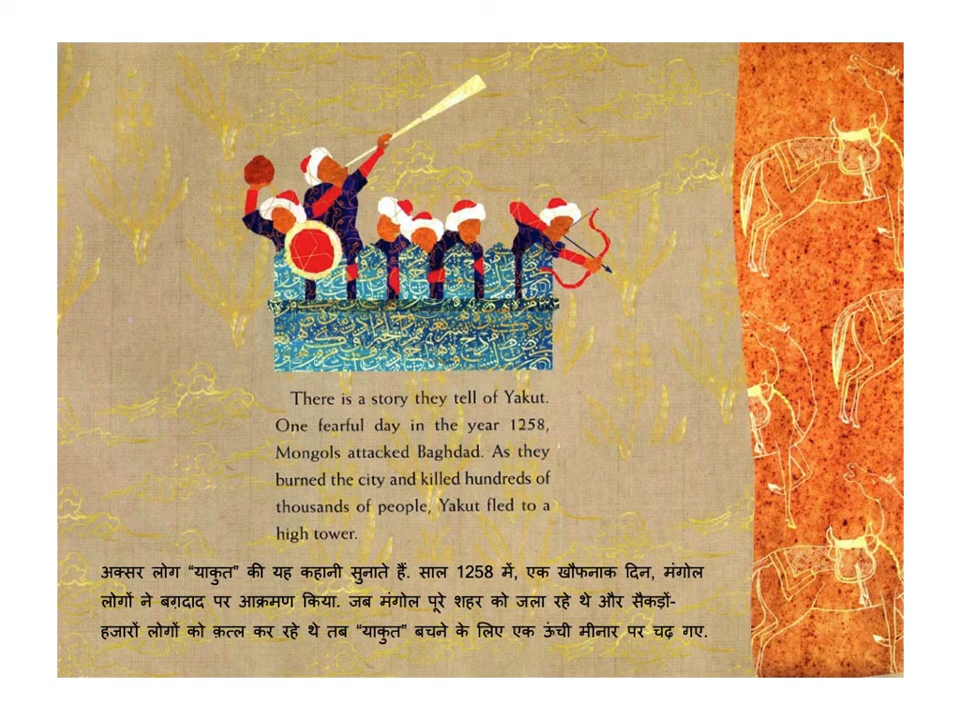 There is a story they tell of Yakut.
One fearful day in the year 1258,
Mongols attacked Baghdad. As they
burned the city and killed hundreds of
thousands of people, Yakut fled to a
high tower.
अक्सर लोग “याकुत” की यह कहानी सुनाते हैं. साल 1258 में, एक खौफनाक दिन, मंगोल
लोगों ने बग़दाद पर आक्रमण किया. जब मंगोल पूरे शहर को जला रहे थे और सैकड़ों-
हजारों लोगों को क़त्ल कर रहे थे तब “याकुत” बचने के लिए एक ऊंची मीनार पर चढ़ गए.